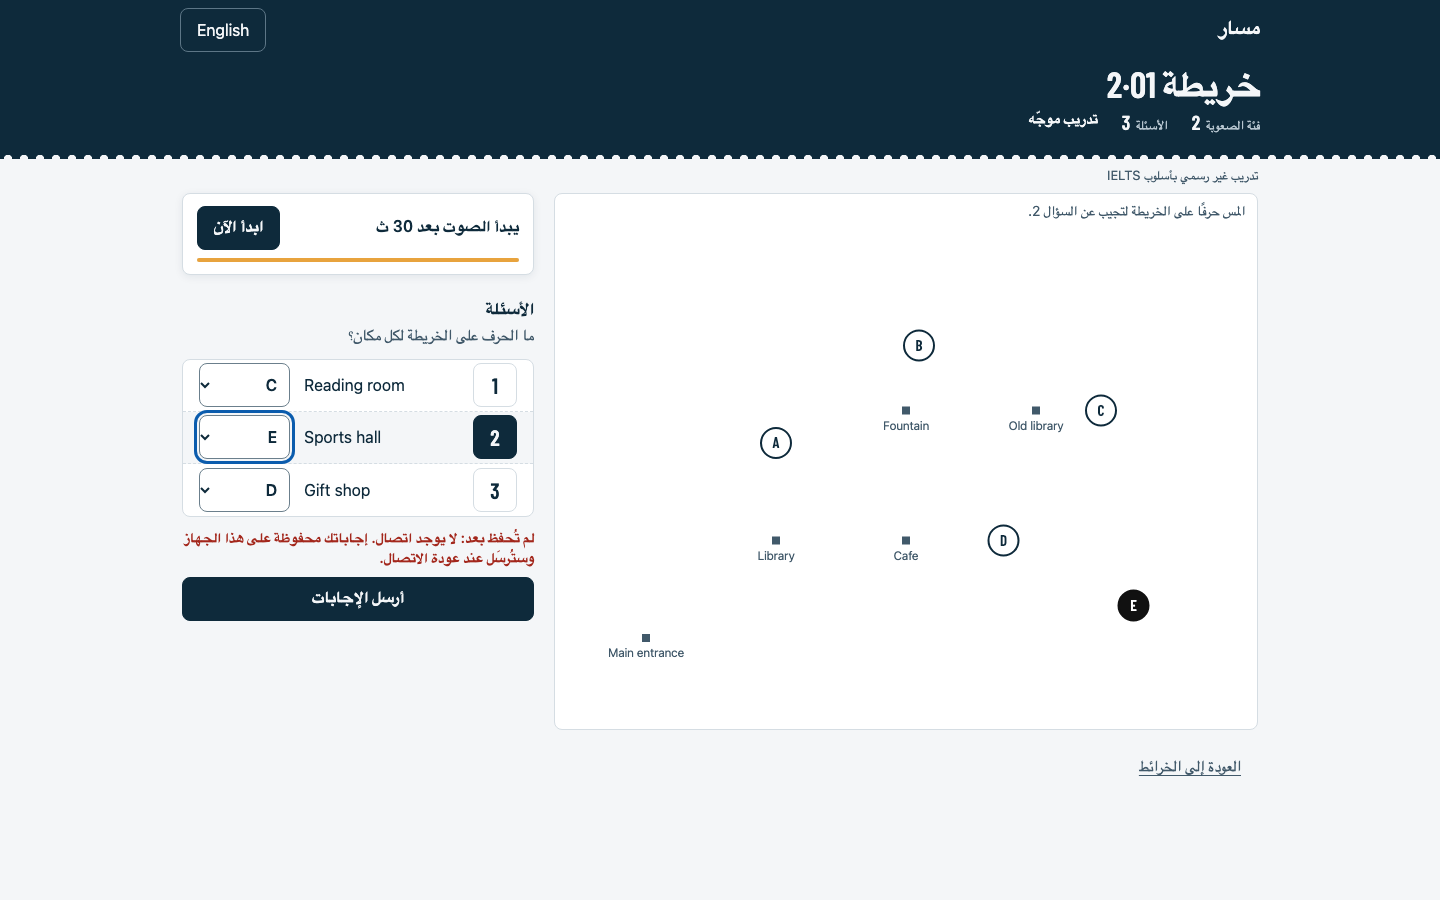 مسار
English
خريطة 2·01
فئة الصعوبة 2 الأسئلة 3 تدريب موجّه
تدريب غير رسمي بأسلوب IELTS
المس حرفًا على الخريطة لتجيب عن السؤال 2.
B
C
Fountain
Old library
A
D
Library
Cafe
E
Main entrance
يبدأ الصوت بعد 30 ث
ابدأ الآن
الأسئلة
ما الحرف على الخريطة لكل مكان؟
1 Reading room C
2 Sports hall E
3 Gift shop D
لم تُحفظ بعد: لا يوجد اتصال. إجاباتك محفوظة على هذا الجهاز
وستُرسَل عند عودة الاتصال.
أرسل الإجابات
العودة إلى الخرائط